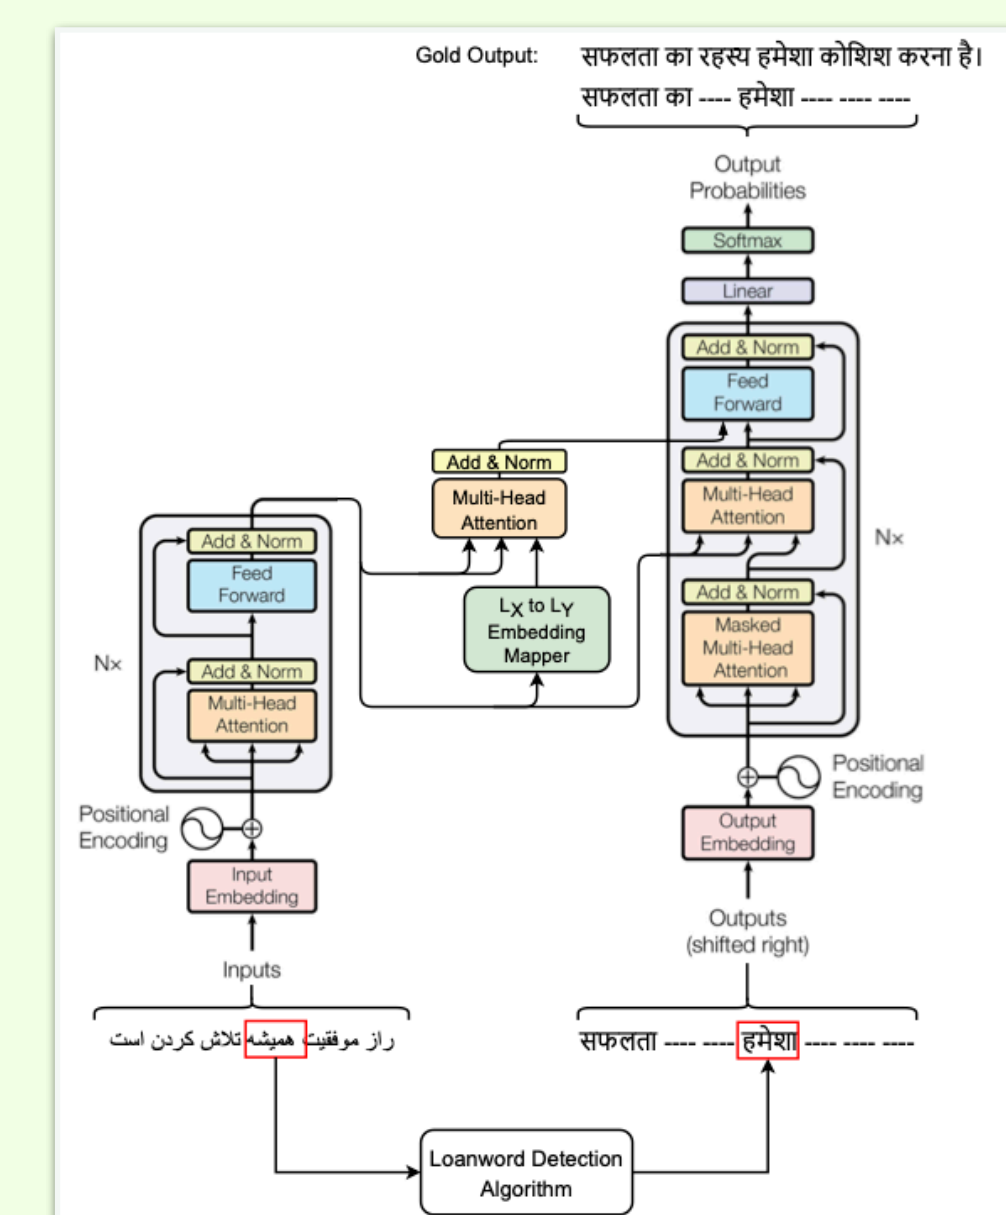 Gold Output: सफलता का रहस्य हमेशा कोशिश करना है।
सफलता का ---- हमेशा ---- ---- ----
Output
Probabilities
Softmax
Linear
Add & Norm
Feed
Forward
Add & Norm
Multi-Head
Attention
Nx
Add & Norm
Masked
Multi-Head
Attention
Positional
Encoding
Output
Embedding
Outputs
(shifted right)
सफलता ---- ---- हमेशा ---- ---- ----
Add & Norm
Multi-Head
Attention
LX to LY
Embedding
Mapper
Add & Norm
Feed
Forward
Nx
Add & Norm
Multi-Head
Attention
Positional
Encoding
Input
Embedding
Inputs
راز موفقیت همیشه تلاش کردن است
Loanword Detection
Algorithm